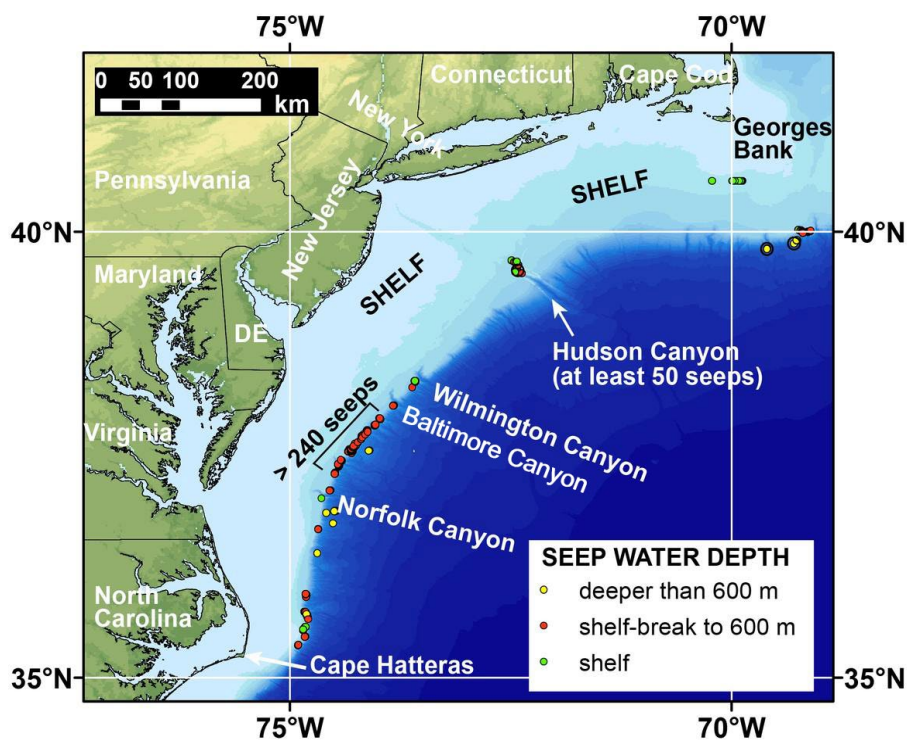 75°W
70°W
0 50 100 200
km
Connecticut
Cape Cod
New York
Georges
Bank
Pennsylvania
SHELF
New Jersey
40°N
40°N
Maryland
SHELF
DE
Hudson Canyon
(at least 50 seeps)
> 240 seeps
Wilmington Canyon
Baltimore Canyon
Virginia
Norfolk Canyon
SEEP WATER DEPTH
deeper than 600 m
shelf-break to 600 m
shelf
North
Carolina
Cape Hatteras
35°N
35°N
75°W
70°W